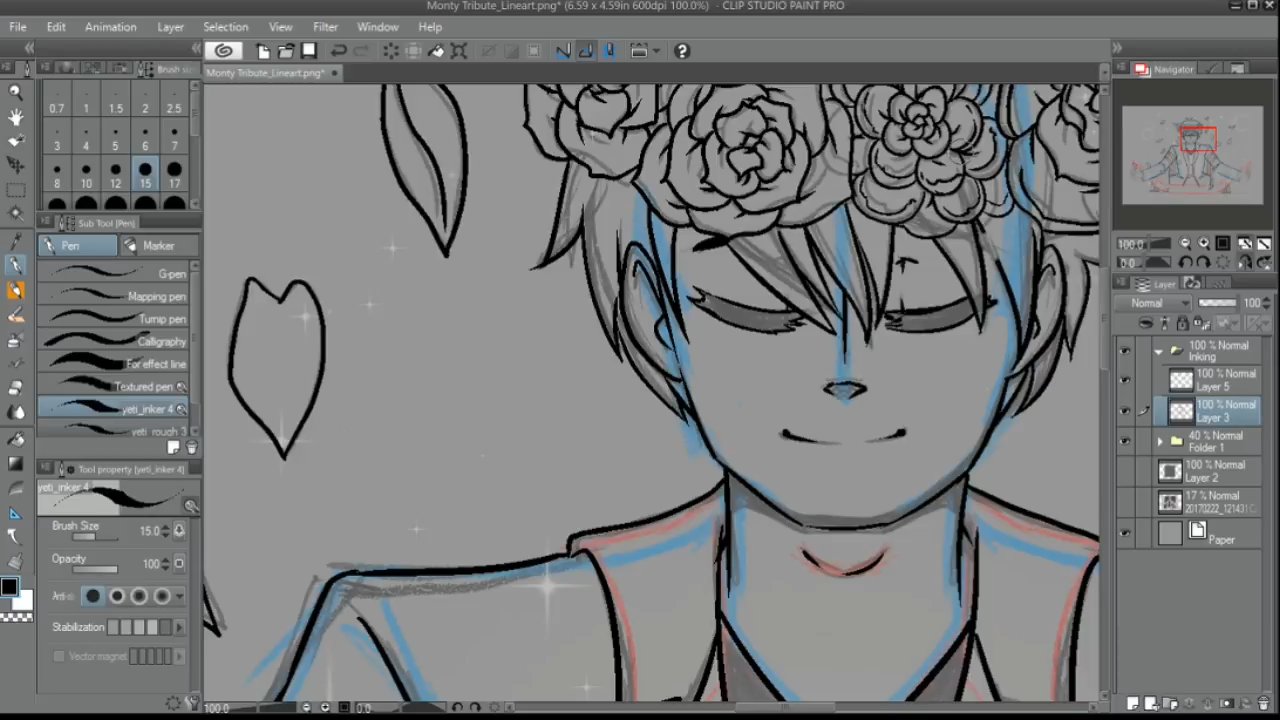 Monty Tribute_Lineart.png* (6.59 x 4.59in 600dpi 100.0%) - CLIP STUDIO PAINT PRO
File Edit Animation Layer Selection View Filter Window Help
Brush siz
Monty Tribute_Lineart.png*
Navigator
0.7 1 1.5 2 2.5
3 4 5 6 7
8 10 12 15 17
Sub Tool [Pen]
Pen Marker
G-pen
Mapping pen
Turnip pen
Calligraphy
For effect line
Textured pen
yeti_inker 4
yeti_rough 3
Tool property (yeti_inker 4)
yeti_inker 4
Brush Size 15.0
Opacity 100
Stabilization
Vector magnet
100.0 0.0
100.0
0.0
Layer
Normal 100
100 % Normal
Inking
100 % Normal
Layer 5
100 % Normal
Layer 3
40 % Normal
Folder 1
100 % Normal
Layer 2
17 % Normal
20170222_121431
Paper